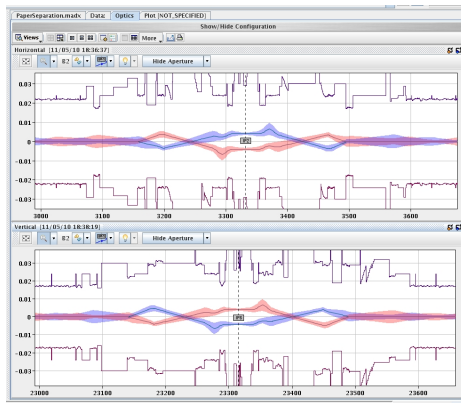 PaperSeparation.madx Data: Optics Plot [NOT_SPECIFIED]
Show/Hide Configuration
Views More
Horizontal [11/05/10 18:36:37]
B2 Hide Aperture
0.03
0.02
0.01
0
-0.01
-0.02
-0.03
3000 3100 3200 3300 3400 3500 3600
Vertical [11/05/10 18:38:19]
B2 Hide Aperture
0.03
0.02
0.01
0
-0.01
-0.02
-0.03
23000 23100 23200 23300 23400 23500 23600